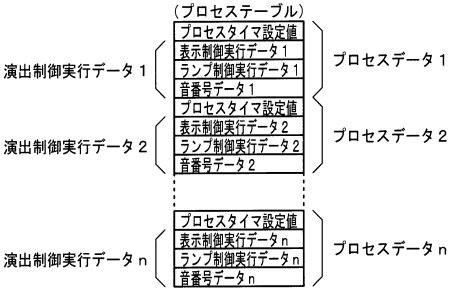 (プロセステーブル)
プロセスタイマ設定値
表示制御実行データ1
ランプ制御実行データ1
音番号データ1
演出制御実行データ1
プロセスデータ1
プロセスタイマ設定値
表示制御実行データ2
ランプ制御実行データ2
音番号データ2
演出制御実行データ2
プロセスデータ2
プロセスタイマ設定値
表示制御実行データn
ランプ制御実行データn
音番号データn
演出制御実行データn
プロセスデータn